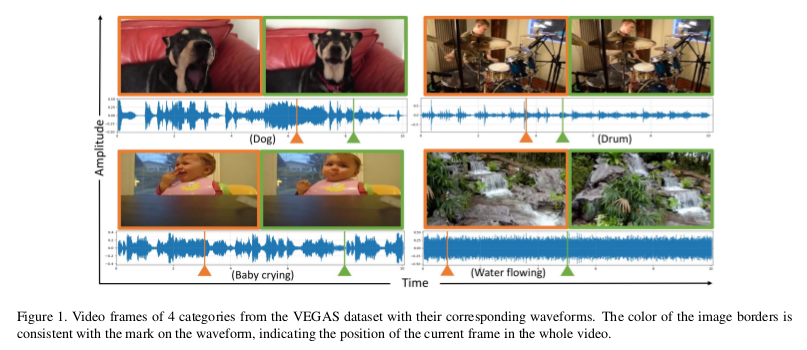 Amplitude
(Dog)
(Drum)
(Baby crying)
(Water flowing)
Time
Figure 1. Video frames of 4 categories from the VEGAS dataset with their corresponding waveforms. The color of the image borders is
consistent with the mark on the waveform, indicating the position of the current frame in the whole video.